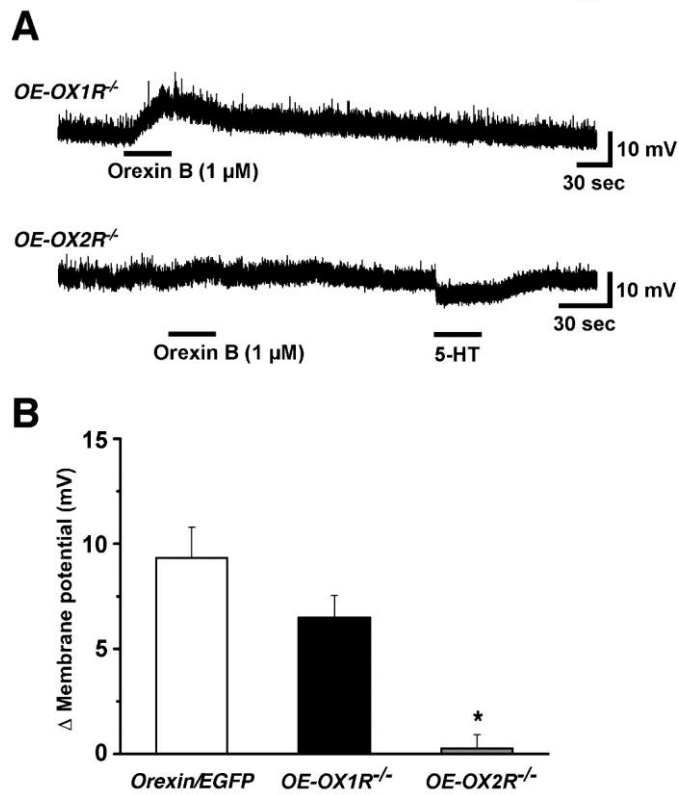 A
OE-OX1R-/-
10 mV
Orexin B (1 µM)
30 sec
OE-OX2R-/-
10 mV
30 sec
Orexin B (1 µM)
5-HT
B
15
10
5
0
Δ Membrane potential (mV)
*
Orexin/EGFP OE-OX1R-/- OE-OX2R-/-